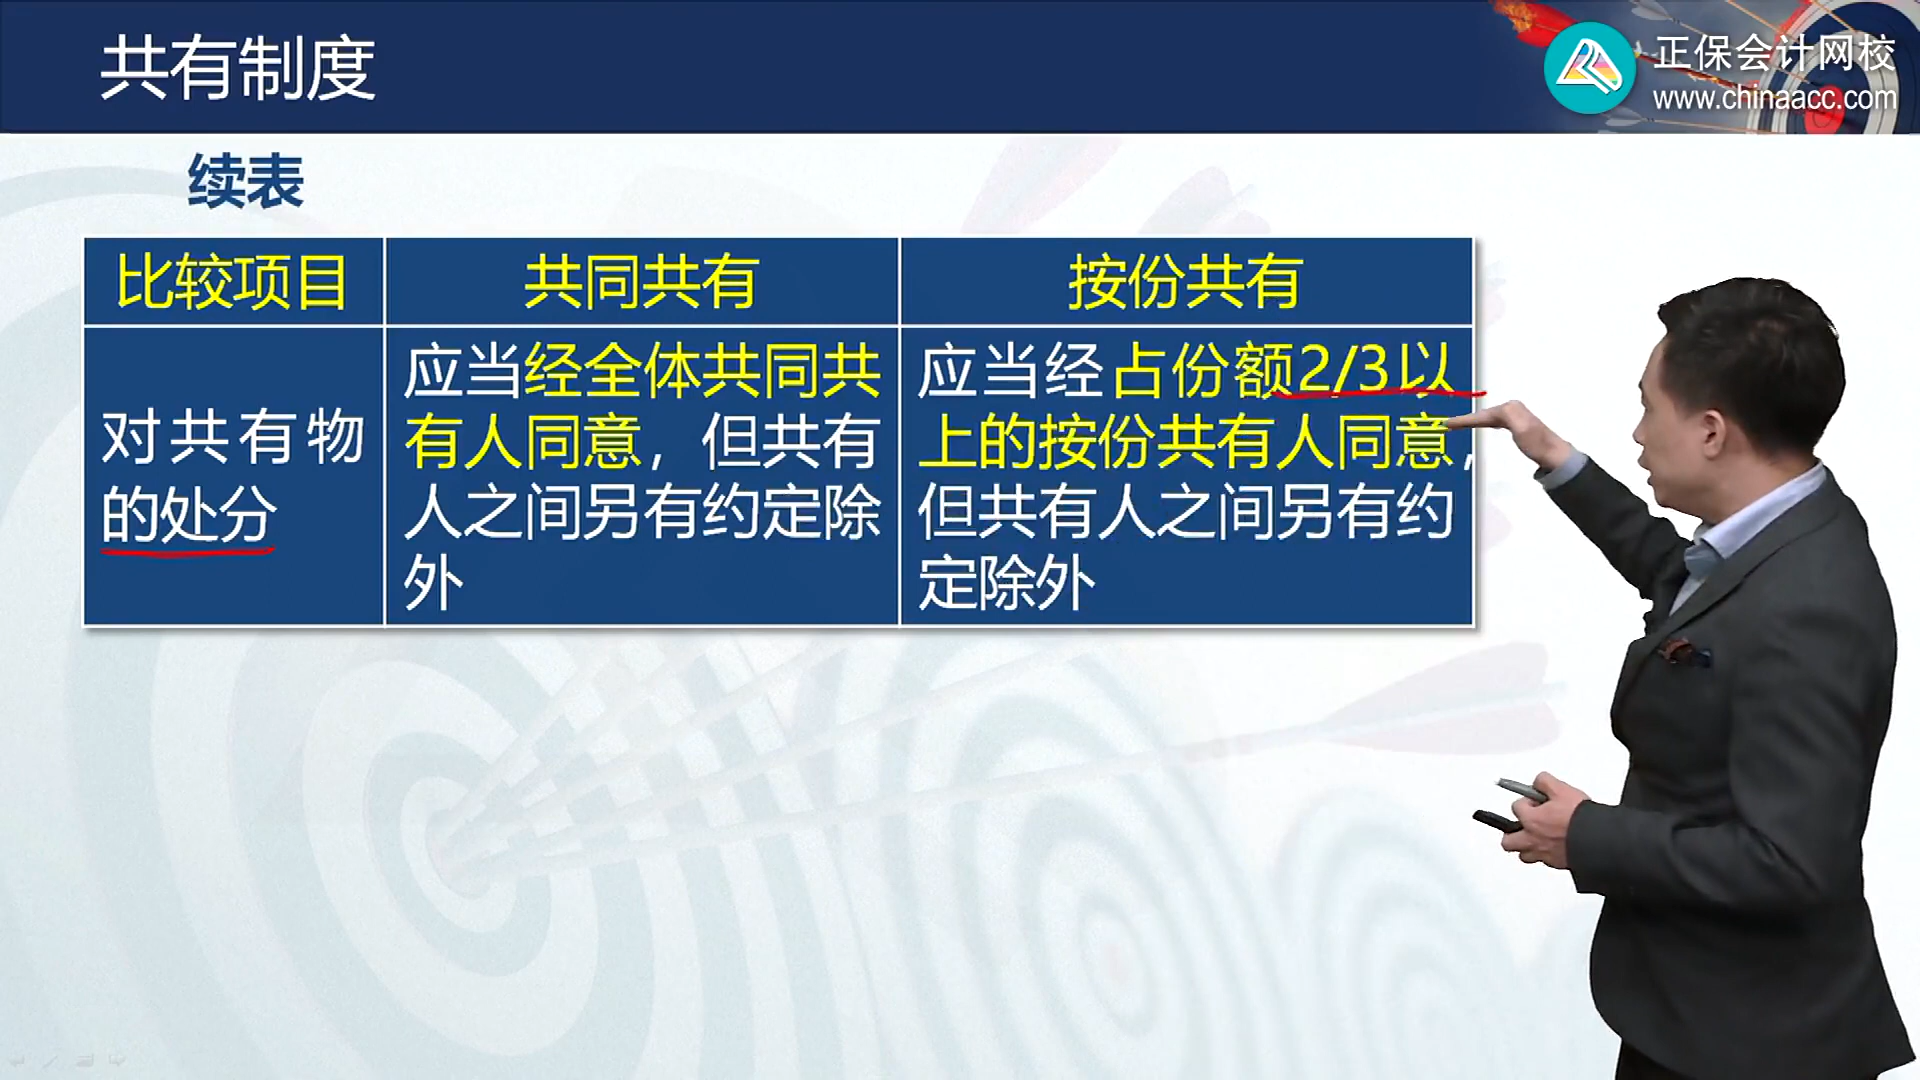 共有制度
正保会计网校
www.chinaacc.com
续表
比较项目
共同共有
按份共有
对共有物
的处分
应当经全体共同共
有人同意，但共有
人之间另有约定除
外
应当经占份额2/3以
上的按份共有人同意，
但共有人之间另有约
定除外